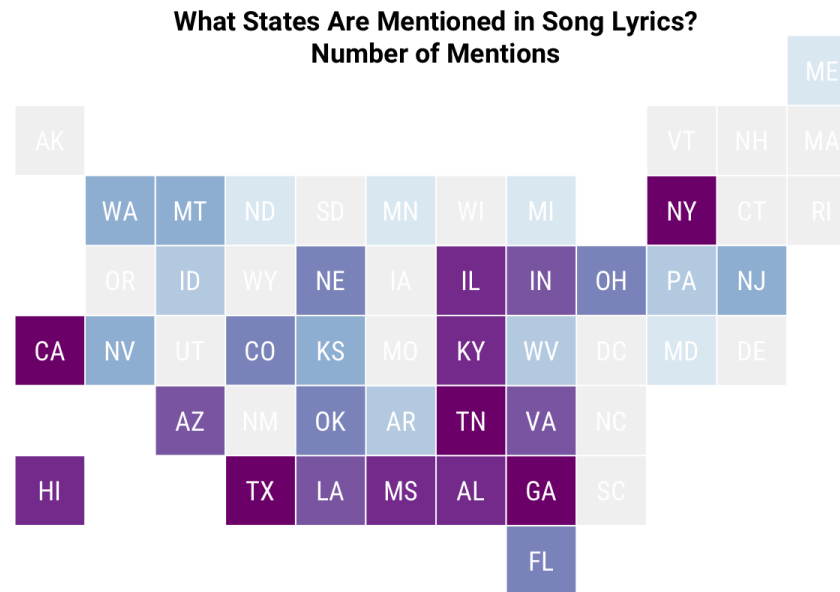 What States Are Mentioned in Song Lyrics?
Number of Mentions
ME
AK VT NH MA
WA MT ND SD MN WI MI NY CT RI
OR ID WY NE IA IL IN OH PA NJ
CA NV UT CO KS MO KY WV DC MD DE
AZ NM OK AR TN VA NC
HI TX LA MS AL GA SC
FL